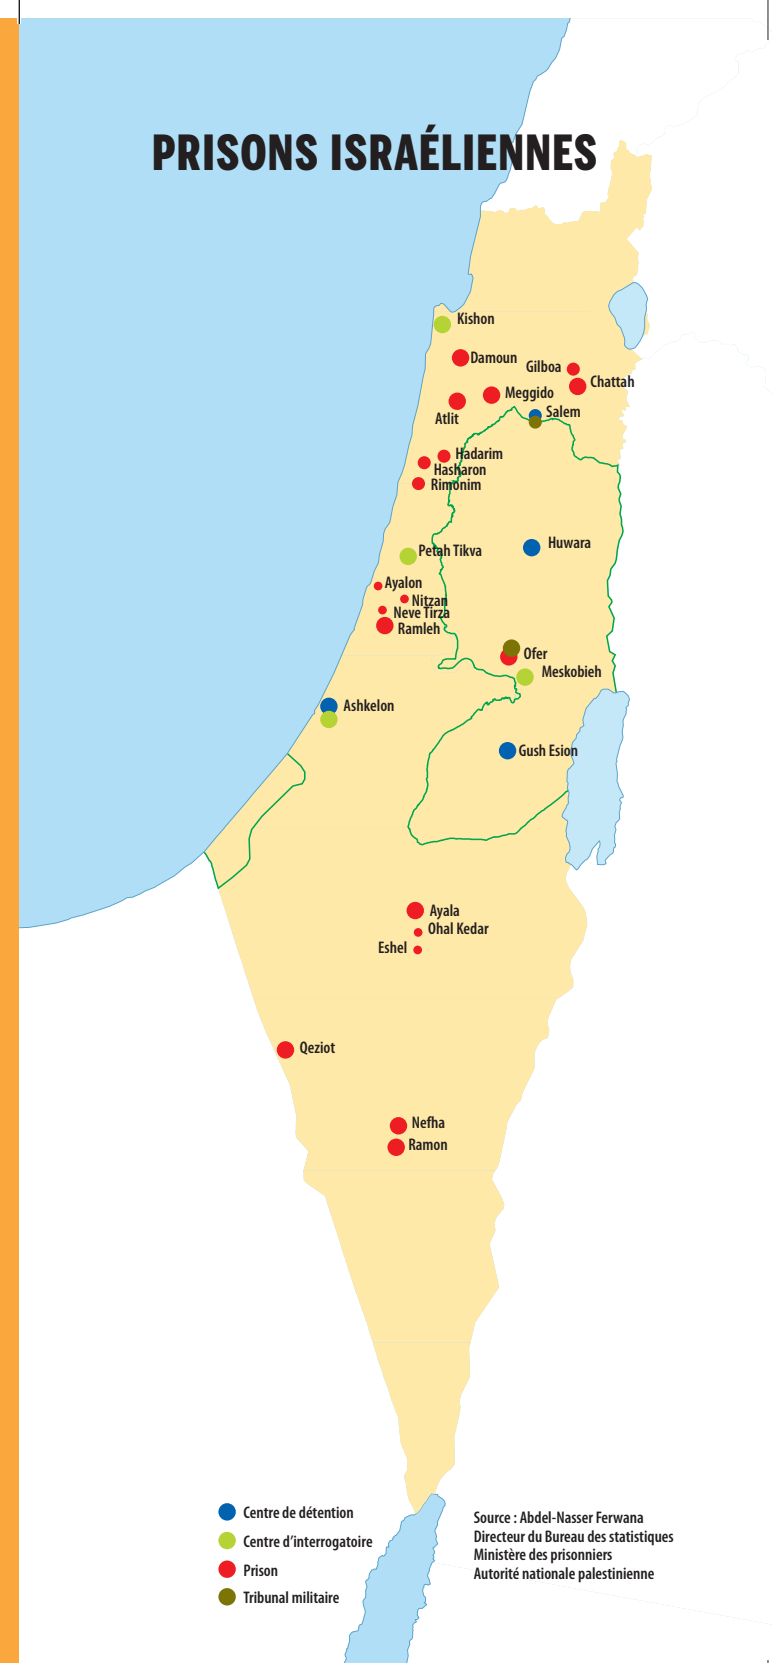 PRISONS ISRAÉLIENNES
Kishon
Damoun
Gilboa
Chattah
Meggido
Atlit
Salem
Hadarim
Hasharon
Rimonim
Huwara
Petah Tikva
Ayalon
Nitzan
Neve Tirza
Ramleh
Ofer
Meskobieh
Ashkelon
Gush Esion
Ayala
Ohal Kedar
Eshel
Qeziot
Nefha
Ramon
Centre de détention
Centre d'interrogatoire
Prison
Tribunal militaire
Source : Abdel-Nasser Ferwana
Directeur du Bureau des statistiques
Ministère des prisonniers
Autorité nationale palestinienne